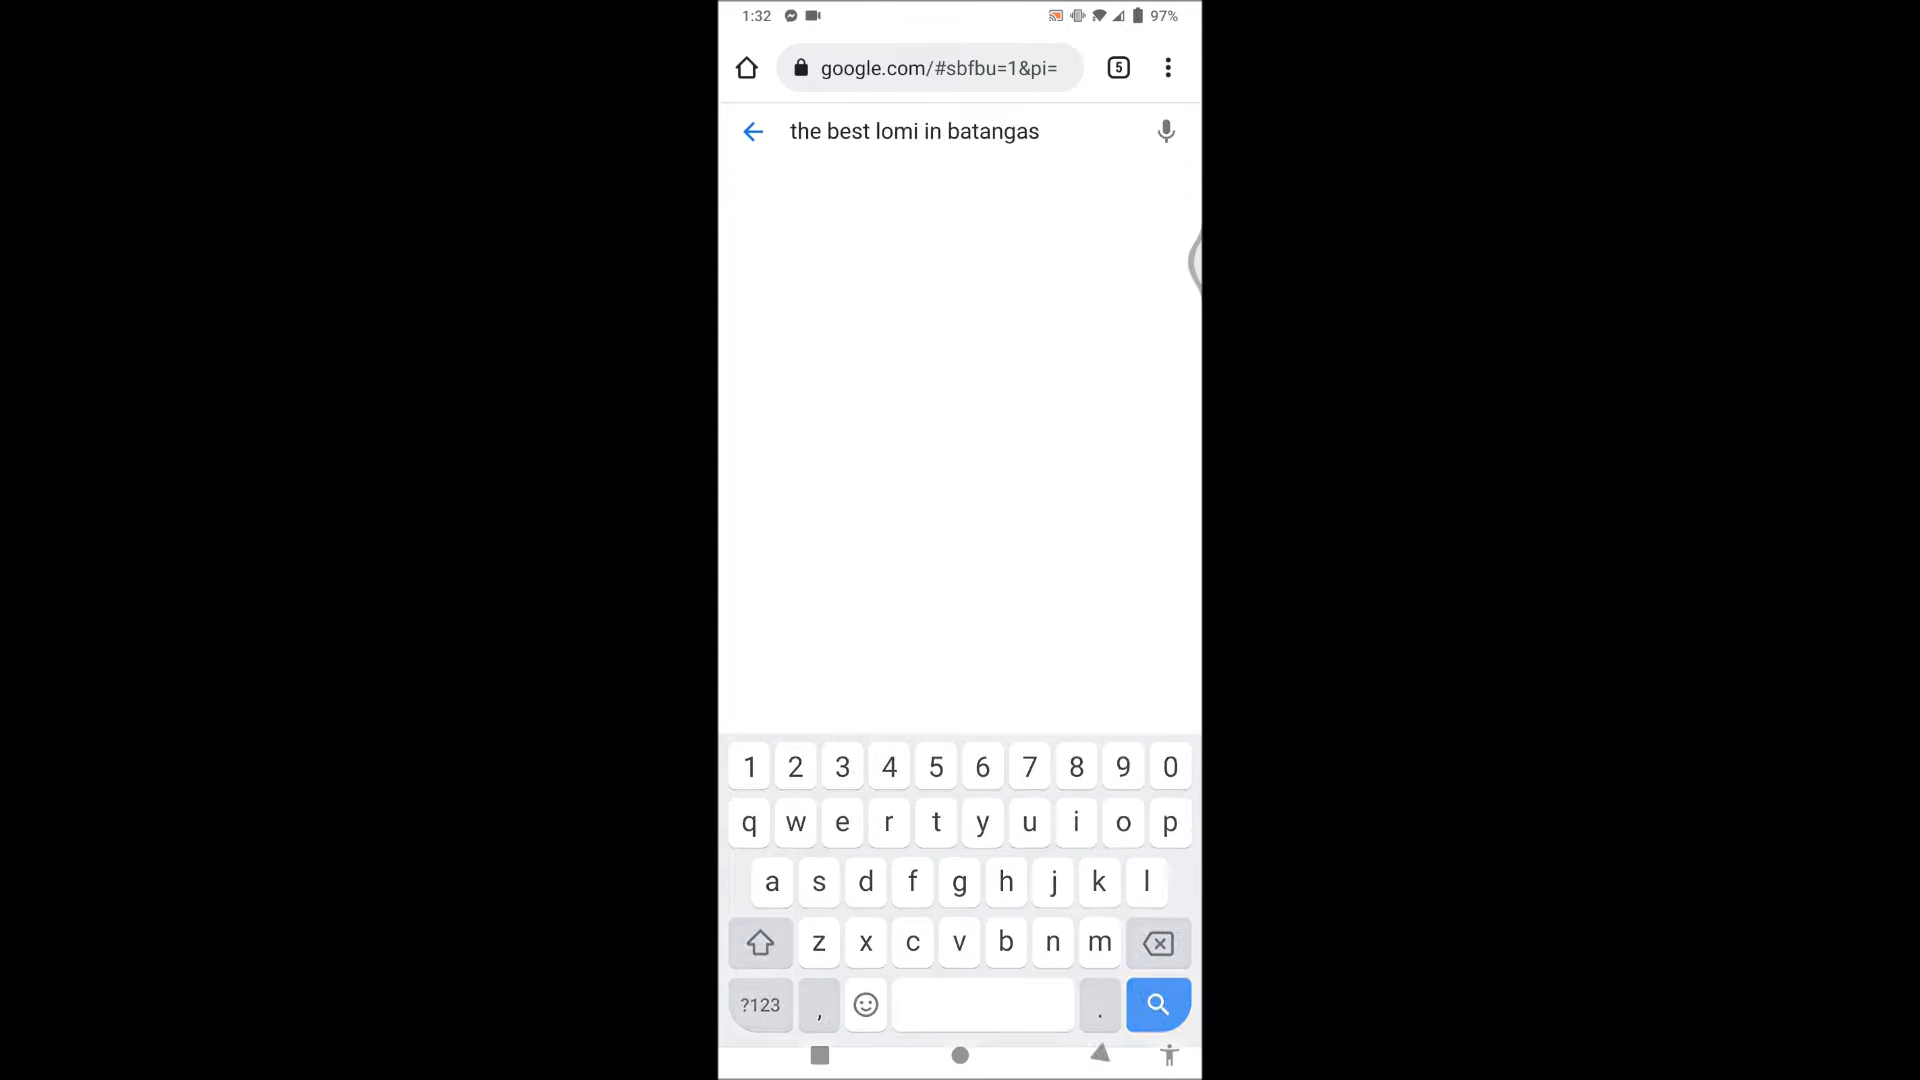 1:32 97%
google.com/#sbfbu=1&pi= 5
the best lomi in batangas
1 2 3 4 5 6 7 8 9 0
q w e r t y u i o p
a s d f g h j k l
z x c v b n m
?123 , .